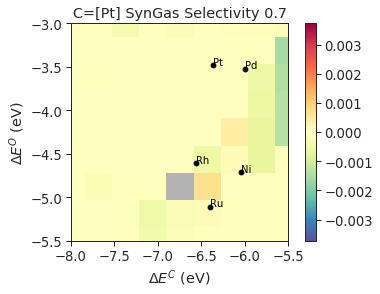 C=[Pt] SynGas Selectivity 0.7
−3.0
−3.5
−4.0
−4.5
−5.0
−5.5
ΔE^O (eV)
Pt
Pd
Rh
Ni
Ru
−8.0 −7.5 −7.0 −6.5 −6.0 −5.5
ΔE^C (eV)
0.003
0.002
0.001
0.000
−0.001
−0.002
−0.003